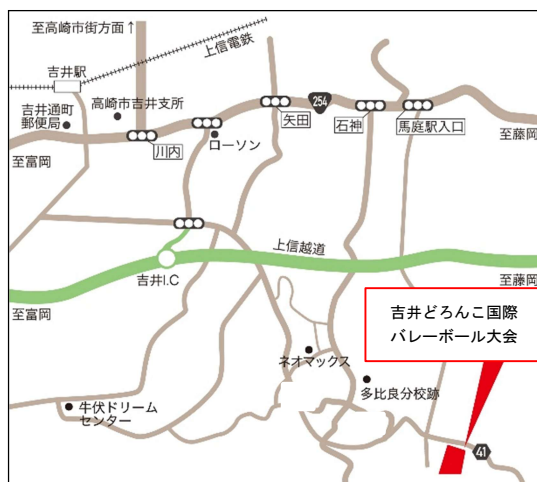 至高崎市街方面↑
上信電鉄
吉井駅
吉井通町
郵便局
高崎市吉井支所
254
矢田
石神
馬庭駅入口
川内
ローソン
至富岡
至藤岡
上信越道
吉井I.C
至富岡
至藤岡
吉井どろんこ国際
バレーボール大会
ネオマックス
多比良分校跡
牛伏ドリーム
センター
41